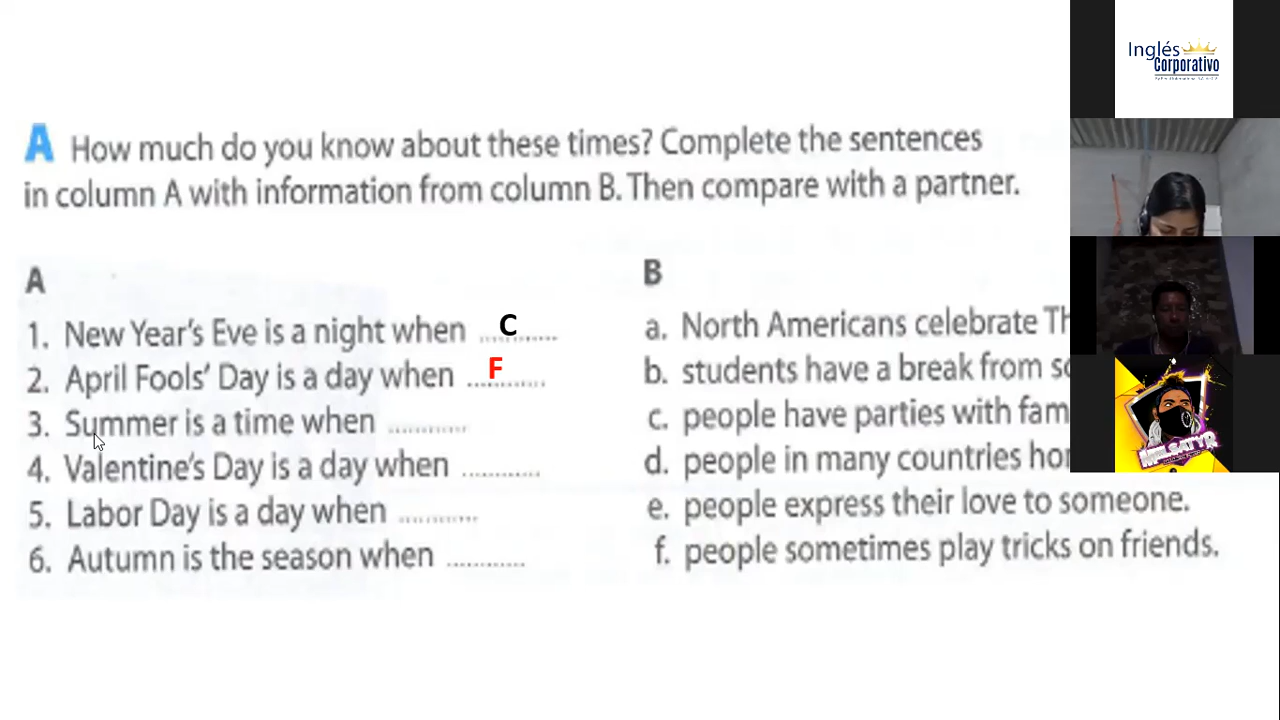 A How much do you know about these times? Complete the sentences
in column A with information from column B. Then compare with a partner.
A
1. New Year's Eve is a night when ............ C
2. April Fools' Day is a day when ............ F
3. Summer is a time when ............
4. Valentine's Day is a day when ............
5. Labor Day is a day when ............
6. Autumn is the season when ............
B
a. North Americans celebrate
b. students have a break from
c. people have parties with
d. people in many countries
e. people express their love to someone.
f. people sometimes play tricks on friends.
Inglés
Corporativo